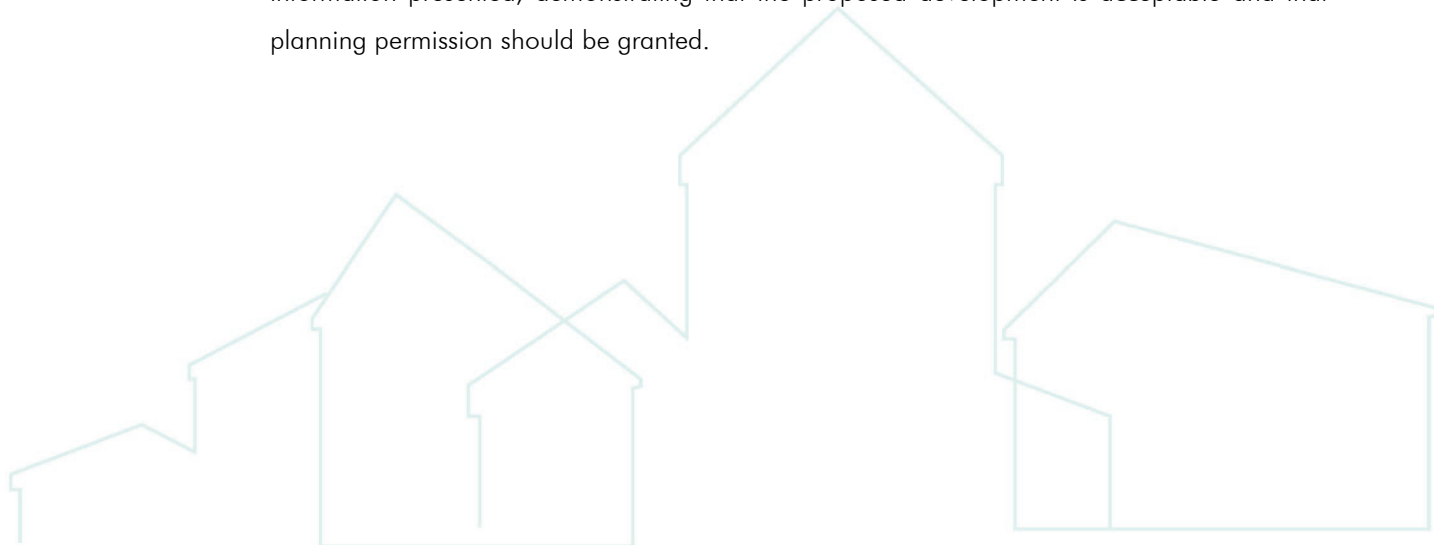 information presented, demonstrating that the proposed development is acceptable and that
planning permission should be granted.